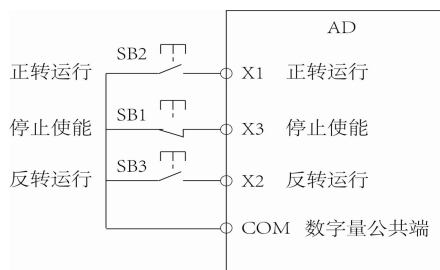 AD
SB2
正转运行 X1 正转运行
SB1
停止使能 X3 停止使能
SB3
反转运行 X2 反转运行
COM 数字量公共端